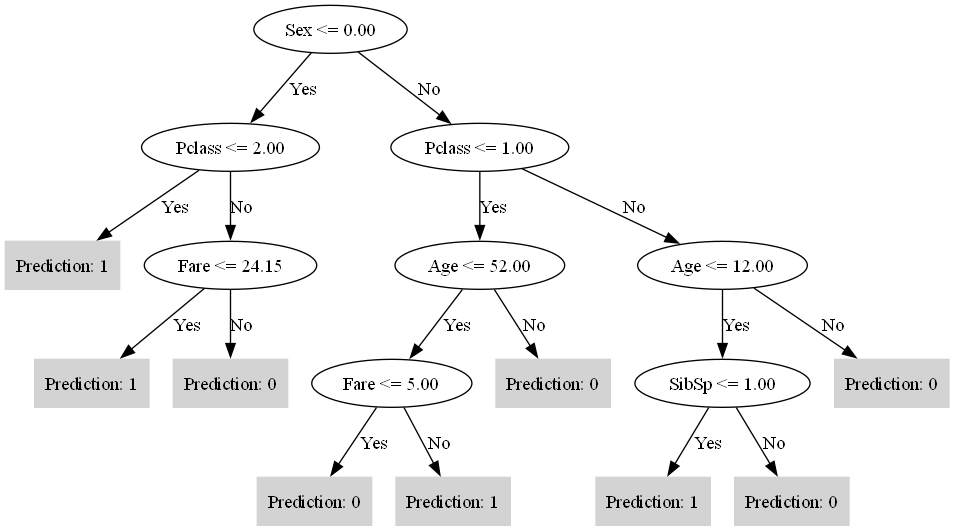 Sex <= 0.00
Yes
No
Pclass <= 2.00
Pclass <= 1.00
Yes
No
Yes
No
Prediction: 1
Fare <= 24.15
Age <= 52.00
Age <= 12.00
Yes
No
Yes
No
Yes
No
Prediction: 1
Prediction: 0
Fare <= 5.00
Prediction: 0
SibSp <= 1.00
Prediction: 0
Yes
No
Yes
No
Prediction: 0
Prediction: 1
Prediction: 1
Prediction: 0